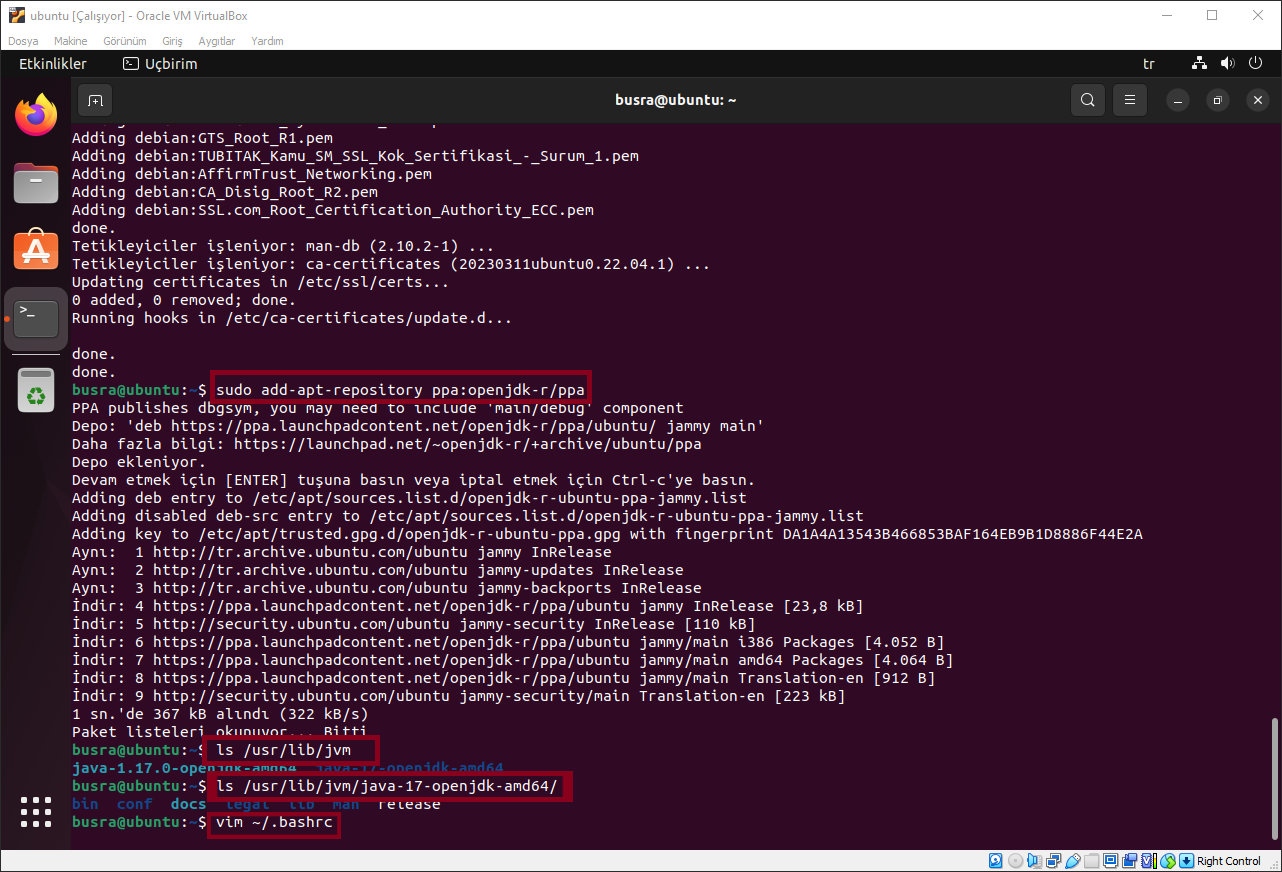 ubuntu [Çalışıyor] - Oracle VM VirtualBox
Dosya Makine Görünüm Giriş Aygıtlar Yardım
Etkinlikler Uçbirim tr
busra@ubuntu: ~
Adding debian:GTS_Root_R1.pem
Adding debian:TUBITAK_Kamu_SM_SSL_Kok_Sertifikasi_-_Surum_1.pem
Adding debian:AffirmTrust_Networking.pem
Adding debian:CA_Disig_Root_R2.pem
Adding debian:SSL.com_Root_Certification_Authority_ECC.pem
done.
Tetikleyiciler işleniyor: man-db (2.10.2-1) ...
Tetikleyiciler işleniyor: ca-certificates (20230311ubuntu0.22.04.1) ...
Updating certificates in /etc/ssl/certs...
0 added, 0 removed; done.
Running hooks in /etc/ca-certificates/update.d...
done.
done.
busra@ubuntu:~$ sudo add-apt-repository ppa:openjdk-r/ppa
PPA publishes dbgsym, you may need to include 'main/debug' component
Depo: 'deb https://ppa.launchpadcontent.net/openjdk-r/ppa/ubuntu/ jammy main'
Daha fazla bilgi: https://launchpad.net/~openjdk-r/+archive/ubuntu/ppa
Depo ekleniyor.
Devam etmek için [ENTER] tuşuna basın veya iptal etmek için Ctrl-c'ye basın.
Adding deb entry to /etc/apt/sources.list.d/openjdk-r-ubuntu-ppa-jammy.list
Adding disabled deb-src entry to /etc/apt/sources.list.d/openjdk-r-ubuntu-ppa-jammy.list
Adding key to /etc/apt/trusted.gpg.d/openjdk-r-ubuntu-ppa.gpg with fingerprint DA1A4A13543B466853BAF164EB9B1D8886F44E2A
Aynı: 1 http://tr.archive.ubuntu.com/ubuntu jammy InRelease
Aynı: 2 http://tr.archive.ubuntu.com/ubuntu jammy-updates InRelease
Aynı: 3 http://tr.archive.ubuntu.com/ubuntu jammy-backports InRelease
İndir: 4 https://ppa.launchpadcontent.net/openjdk-r/ppa/ubuntu jammy InRelease [23,8 kB]
İndir: 5 http://security.ubuntu.com/ubuntu jammy-security InRelease [110 kB]
İndir: 6 https://ppa.launchpadcontent.net/openjdk-r/ppa/ubuntu jammy/main i386 Packages [4.052 B]
İndir: 7 https://ppa.launchpadcontent.net/openjdk-r/ppa/ubuntu jammy/main amd64 Packages [4.064 B]
İndir: 8 https://ppa.launchpadcontent.net/openjdk-r/ppa/ubuntu jammy/main Translation-en [912 B]
İndir: 9 http://security.ubuntu.com/ubuntu jammy-security/main Translation-en [223 kB]
1 sn.'de 367 kB alındı (322 kB/s)
Paket listeleri okunuyor... Bitti
busra@ubuntu:~$ ls /usr/lib/jvm
java-1.17.0-openjdk-amd64 java-17-openjdk-amd64
busra@ubuntu:~$ ls /usr/lib/jvm/java-17-openjdk-amd64/
bin conf docs legal lib man release
busra@ubuntu:~$ vim ~/.bashrc
Right Control